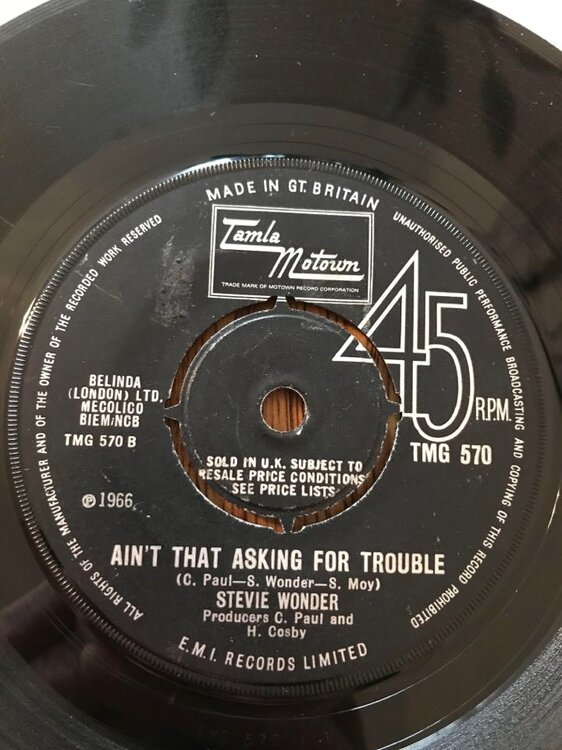 MADE IN GT. BRITAIN
Tamla
Motown
TRADE MARK OF MOTOWN RECORD CORPORATION
45
R.P.M.
TMG 570
BELINDA
(LONDON) LTD.
MECOLICO
BIEM/NCB
TMG 570 B
℗ 1966
SOLD IN U.K. SUBJECT TO
RESALE PRICE CONDITIONS
SEE PRICE LISTS
AIN'T THAT ASKING FOR TROUBLE
(C. Paul—S. Wonder—S. Moy)
STEVIE WONDER
Producers C. Paul and
H. Cosby
E.M.I. RECORDS LIMITED
ALL RIGHTS OF THE MANUFACTURER AND OF THE OWNER OF THE RECORDED WORK RESERVED
UNAUTHORISED PUBLIC PERFORMANCE BROADCASTING AND COPYING OF THIS RECORD PROHIBITED